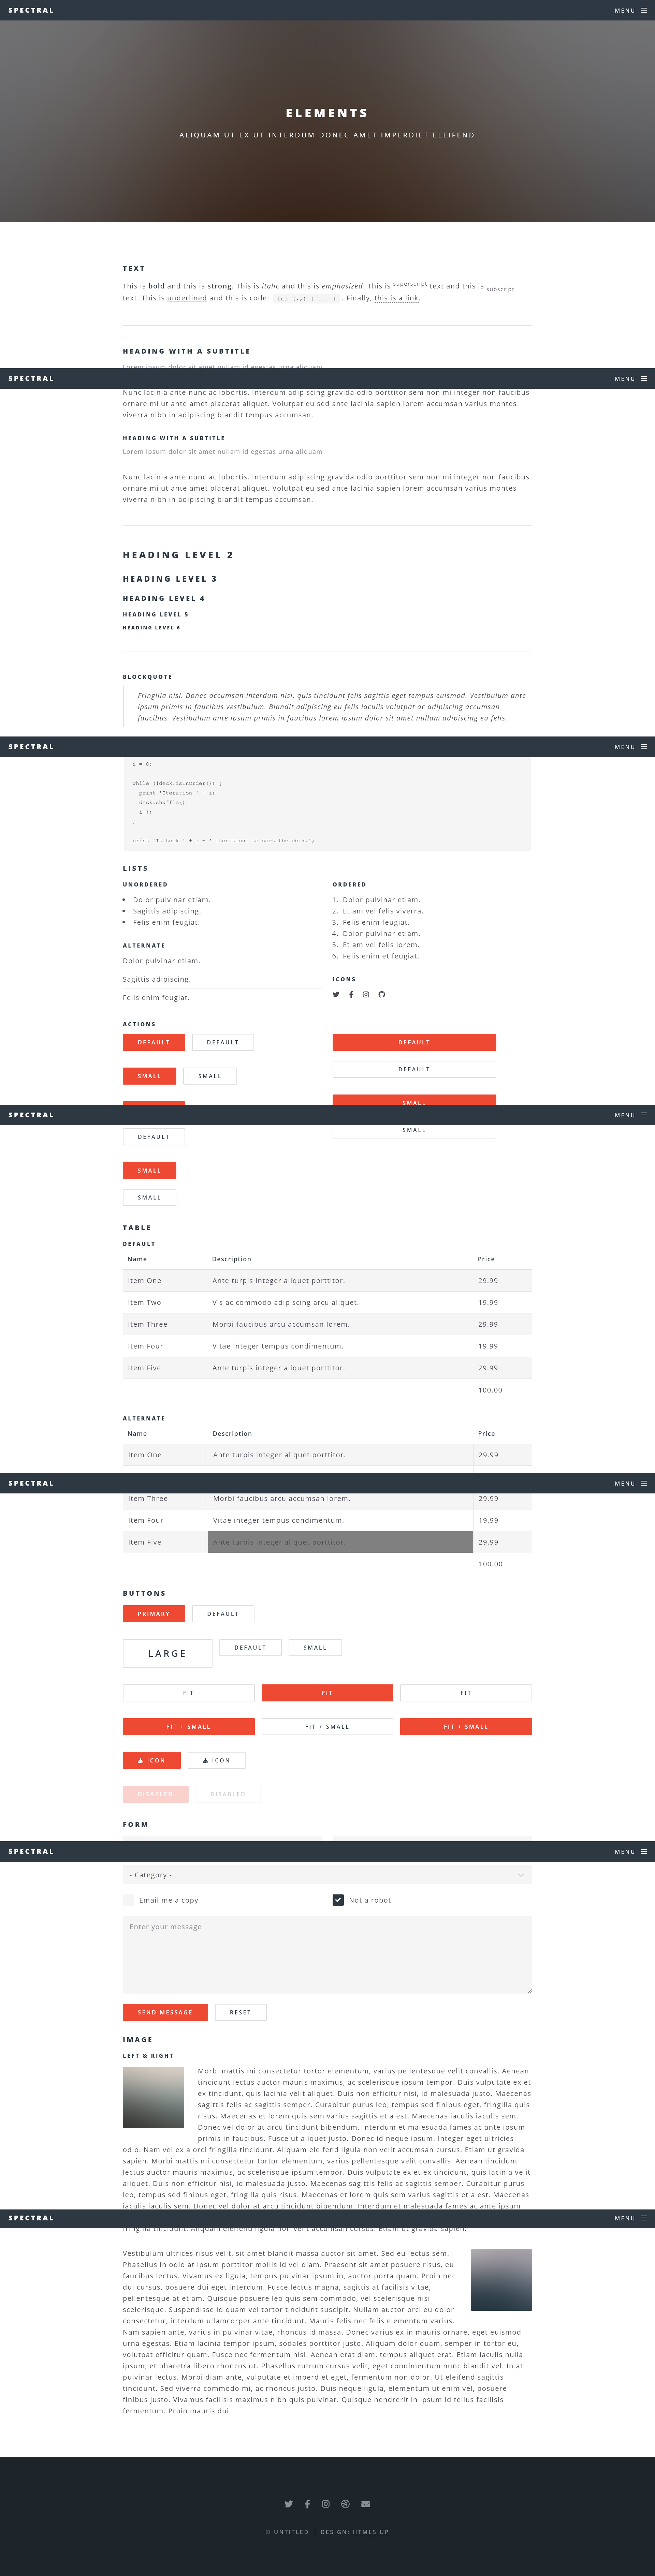 SPECTRAL MENU
ELEMENTS
ALIQUAM UT EX UT INTERDUM DONEC AMET IMPERDIET ELEIFEND
TEXT
This is bold and this is strong. This is italic and this is emphasized. This is superscript text and this is subscript
text. This is underlined and this is code: for (;;) { ... } . Finally, this is a link.
HEADING WITH A SUBTITLE
Lorem ipsum dolor sit amet nullam id egestas urna aliquam
SPECTRAL MENU
Nunc lacinia ante nunc ac lobortis. Interdum adipiscing gravida odio porttitor sem non mi integer non faucibus
ornare mi ut ante amet placerat aliquet. Volutpat eu sed ante lacinia sapien lorem accumsan varius montes
viverra nibh in adipiscing blandit tempus accumsan.
HEADING WITH A SUBTITLE
Lorem ipsum dolor sit amet nullam id egestas urna aliquam
Nunc lacinia ante nunc ac lobortis. Interdum adipiscing gravida odio porttitor sem non mi integer non faucibus
ornare mi ut ante amet placerat aliquet. Volutpat eu sed ante lacinia sapien lorem accumsan varius montes
viverra nibh in adipiscing blandit tempus accumsan.
HEADING LEVEL 2
HEADING LEVEL 3
HEADING LEVEL 4
HEADING LEVEL 5
HEADING LEVEL 6
BLOCKQUOTE
Fringilla nisl. Donec accumsan interdum nisi, quis tincidunt felis sagittis eget tempus euismod. Vestibulum ante
ipsum primis in faucibus vestibulum. Blandit adipiscing eu felis iaculis volutpat ac adipiscing accumsan
faucibus. Vestibulum ante ipsum primis in faucibus lorem ipsum dolor sit amet nullam adipiscing eu felis.
SPECTRAL MENU
i = 0;
while (!deck.isInOrder()) {
print 'Iteration ' + i;
deck.shuffle();
i++;
}
print 'It took ' + i + ' iterations to sort the deck.';
LISTS
UNORDERED
Dolor pulvinar etiam.
Sagittis adipiscing.
Felis enim feugiat.
ALTERNATE
Dolor pulvinar etiam.
Sagittis adipiscing.
Felis enim feugiat.
ORDERED
1. Dolor pulvinar etiam.
2. Etiam vel felis viverra.
3. Felis enim feugiat.
4. Dolor pulvinar etiam.
5. Etiam vel felis lorem.
6. Felis enim et feugiat.
ICONS
ACTIONS
DEFAULT DEFAULT DEFAULT
DEFAULT
SMALL SMALL
SMALL
SPECTRAL MENU
SMALL
DEFAULT
SMALL
SMALL
TABLE
DEFAULT
Name Description Price
Item One Ante turpis integer aliquet porttitor. 29.99
Item Two Vis ac commodo adipiscing arcu aliquet. 19.99
Item Three Morbi faucibus arcu accumsan lorem. 29.99
Item Four Vitae integer tempus condimentum. 19.99
Item Five Ante turpis integer aliquet porttitor. 29.99
100.00
ALTERNATE
Name Description Price
Item One Ante turpis integer aliquet porttitor. 29.99
SPECTRAL MENU
Item Three Morbi faucibus arcu accumsan lorem. 29.99
Item Four Vitae integer tempus condimentum. 19.99
Item Five Ante turpis integer aliquet porttitor. 29.99
100.00
BUTTONS
PRIMARY DEFAULT
LARGE DEFAULT SMALL
FIT FIT FIT
FIT + SMALL FIT + SMALL FIT + SMALL
ICON ICON
DISABLED DISABLED
FORM
SPECTRAL MENU
- Category -
Email me a copy Not a robot
Enter your message
SEND MESSAGE RESET
IMAGE
LEFT & RIGHT
Morbi mattis mi consectetur tortor elementum, varius pellentesque velit convallis. Aenean
tincidunt lectus auctor mauris maximus, ac scelerisque ipsum tempor. Duis vulputate ex et
ex tincidunt, quis lacinia velit aliquet. Duis non efficitur nisi, id malesuada justo. Maecenas
sagittis felis ac sagittis semper. Curabitur purus leo, tempus sed finibus eget, fringilla quis
risus. Maecenas et lorem quis sem varius sagittis et a est. Maecenas iaculis iaculis sem.
Donec vel dolor at arcu tincidunt bibendum. Interdum et malesuada fames ac ante ipsum
primis in faucibus. Fusce ut aliquet justo. Donec id neque ipsum. Integer eget ultricies
odio. Nam vel ex a orci fringilla tincidunt. Aliquam eleifend ligula non velit accumsan cursus. Etiam ut gravida
sapien. Morbi mattis mi consectetur tortor elementum, varius pellentesque velit convallis. Aenean tincidunt
lectus auctor mauris maximus, ac scelerisque ipsum tempor. Duis vulputate ex et ex tincidunt, quis lacinia velit
aliquet. Duis non efficitur nisi, id malesuada justo. Maecenas sagittis felis ac sagittis semper. Curabitur purus
leo, tempus sed finibus eget, fringilla quis risus. Maecenas et lorem quis sem varius sagittis et a est. Maecenas
iaculis iaculis sem. Donec vel dolor at arcu tincidunt bibendum. Interdum et malesuada fames ac ante ipsum
SPECTRAL MENU
fringilla tincidunt. Aliquam eleifend ligula non velit accumsan cursus. Etiam ut gravida sapien.
Vestibulum ultrices risus velit, sit amet blandit massa auctor sit amet. Sed eu lectus sem.
Phasellus in odio at ipsum porttitor mollis id vel diam. Praesent sit amet posuere risus, eu
faucibus lectus. Vivamus ex ligula, tempus pulvinar ipsum in, auctor porta quam. Proin nec
dui cursus, posuere dui eget interdum. Fusce lectus magna, sagittis at facilisis vitae,
pellentesque at etiam. Quisque posuere leo quis sem commodo, vel scelerisque nisi
scelerisque. Suspendisse id quam vel tortor tincidunt suscipit. Nullam auctor orci eu dolor
consectetur, interdum ullamcorper ante tincidunt. Mauris felis nec felis elementum varius.
Nam sapien ante, varius in pulvinar vitae, rhoncus id massa. Donec varius ex in mauris ornare, eget euismod
urna egestas. Etiam lacinia tempor ipsum, sodales porttitor justo. Aliquam dolor quam, semper in tortor eu,
volutpat efficitur quam. Fusce nec fermentum nisl. Aenean erat diam, tempus aliquet erat. Etiam iaculis nulla
ipsum, et pharetra libero rhoncus ut. Phasellus rutrum cursus velit, eget condimentum nunc blandit vel. In at
pulvinar lectus. Morbi diam ante, vulputate et imperdiet eget, fermentum non dolor. Ut eleifend sagittis
tincidunt. Sed viverra commodo mi, ac rhoncus justo. Duis neque ligula, elementum ut enim vel, posuere
finibus justo. Vivamus facilisis maximus nibh quis pulvinar. Quisque hendrerit in ipsum id tellus facilisis
fermentum. Proin mauris dui.
© UNTITLED | DESIGN: HTML5 UP